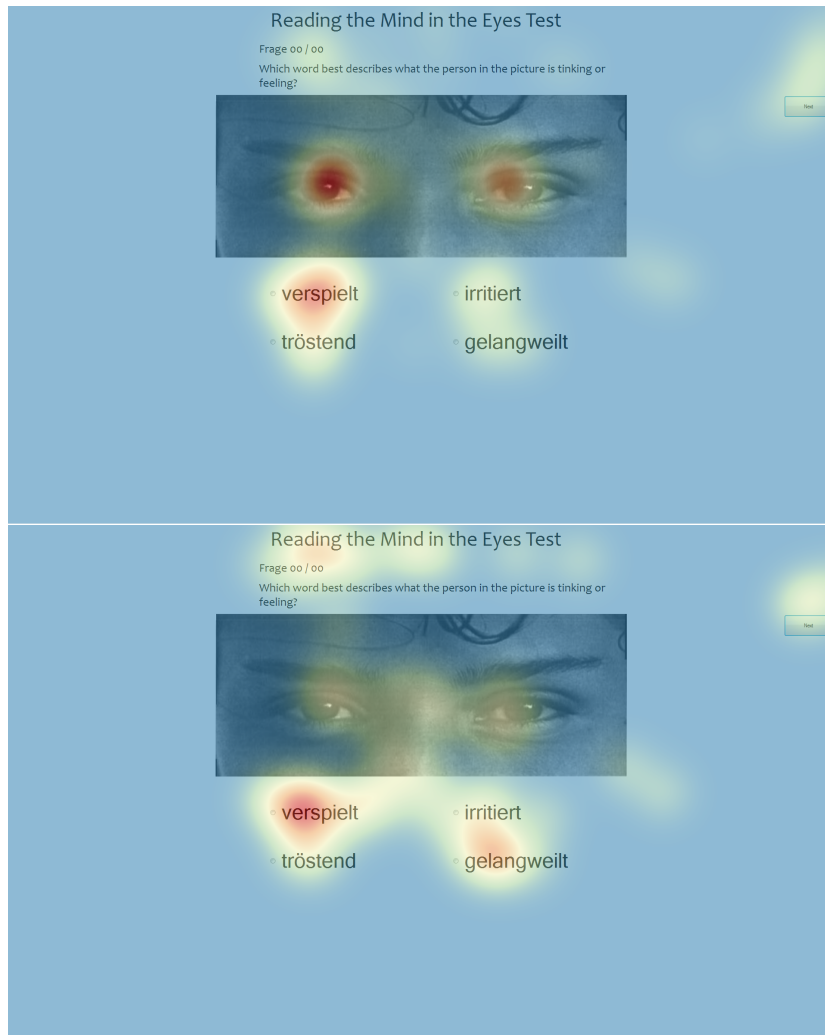 Reading the Mind in the Eyes Test
Frage 00 / 00
Which word best describes what the person in the picture is tinking or
feeling?
Next
verspielt irritiert
tröstend gelangweilt
Reading the Mind in the Eyes Test
Frage 00 / 00
Which word best describes what the person in the picture is tinking or
feeling?
Next
verspielt irritiert
tröstend gelangweilt